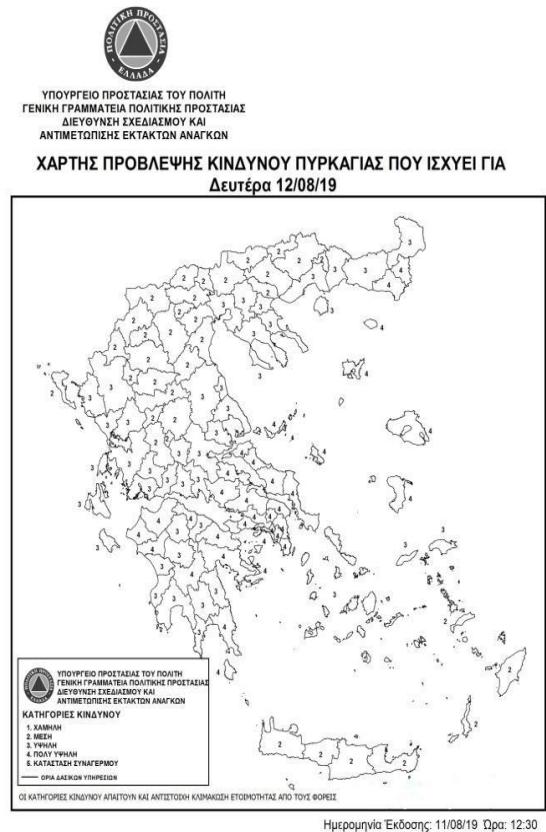 ΠΟΛΙΤΙΚΗ ΠΡΟΣΤΑΣΙΑ
ΕΛΛΑΔΑ
ΥΠΟΥΡΓΕΙΟ ΠΡΟΣΤΑΣΙΑΣ ΤΟΥ ΠΟΛΙΤΗ
ΓΕΝΙΚΗ ΓΡΑΜΜΑΤΕΙΑ ΠΟΛΙΤΙΚΗΣ ΠΡΟΣΤΑΣΙΑΣ
ΔΙΕΥΘΥΝΣΗ ΣΧΕΔΙΑΣΜΟΥ ΚΑΙ
ΑΝΤΙΜΕΤΩΠΙΣΗΣ ΕΚΤΑΚΤΩΝ ΑΝΑΓΚΩΝ
ΧΑΡΤΗΣ ΠΡΟΒΛΕΨΗΣ ΚΙΝΔΥΝΟΥ ΠΥΡΚΑΓΙΑΣ ΠΟΥ ΙΣΧΥΕΙ ΓΙΑ
Δευτέρα 12/08/19
ΥΠΟΥΡΓΕΙΟ ΠΡΟΣΤΑΣΙΑΣ ΤΟΥ ΠΟΛΙΤΗ
ΓΕΝΙΚΗ ΓΡΑΜΜΑΤΕΙΑ ΠΟΛΙΤΙΚΗΣ ΠΡΟΣΤΑΣΙΑΣ
ΔΙΕΥΘΥΝΣΗ ΣΧΕΔΙΑΣΜΟΥ ΚΑΙ
ΑΝΤΙΜΕΤΩΠΙΣΗΣ ΕΚΤΑΚΤΩΝ ΑΝΑΓΚΩΝ
ΚΑΤΗΓΟΡΙΕΣ ΚΙΝΔΥΝΟΥ
1. ΧΑΜΗΛΗ
2. ΜΕΣΗ
3. ΥΨΗΛΗ
4. ΠΟΛΥ ΥΨΗΛΗ
5. ΚΑΤΑΣΤΑΣΗ ΣΥΝΑΓΕΡΜΟΥ
ΟΡΙΑ ΔΑΣΙΚΩΝ ΥΠΗΡΕΣΙΩΝ
ΟΙ ΚΑΤΗΓΟΡΙΕΣ ΚΙΝΔΥΝΟΥ ΑΠΑΙΤΟΥΝ ΚΑΙ ΑΝΤΙΣΤΟΙΧΗ ΚΛΙΜΑΚΩΣΗ ΕΤΟΙΜΟΤΗΤΑΣ ΑΠΟ ΤΟΥΣ ΦΟΡΕΙΣ
Ημερομηνία Έκδοσης: 11/08/19 Ώρα: 12:30